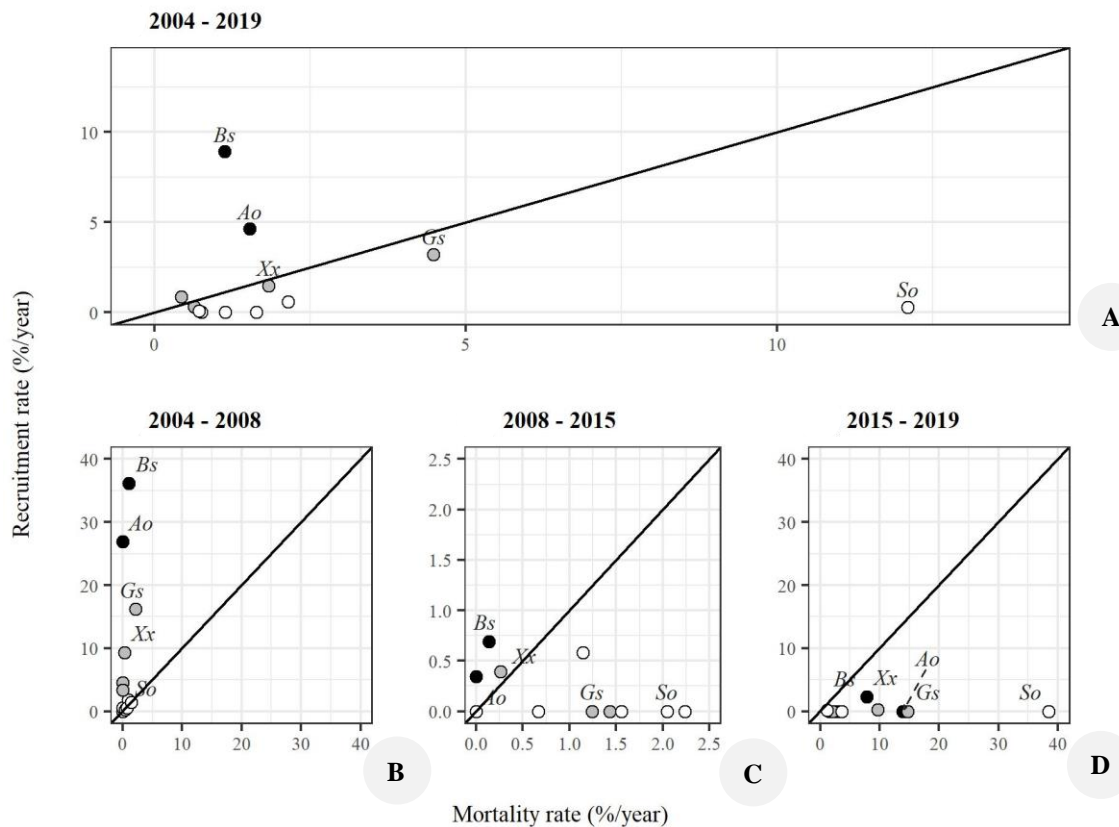 2004 - 2019
10
5
0
Bs
Ao
Gs
Xx
So
0 5 10
A
Recruitment rate (%/year)
2004 - 2008
40
30
20
10
0
Bs
Ao
Gs
Xx
So
0 10 20 30 40
B
2008 - 2015
2.5
2.0
1.5
1.0
0.5
0.0
Bs
Xx
Ao
Gs
So
0.0 0.5 1.0 1.5 2.0 2.5
C
2015 - 2019
40
30
20
10
0
Ao
Bs
Xx
Gs
So
0 10 20 30 40
D
Mortality rate (%/year)